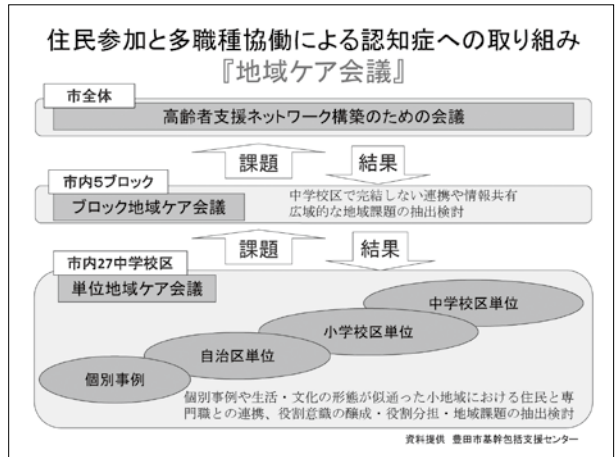 住民参加と多職種協働による認知症への取り組み
『地域ケア会議』
市全体
高齢者支援ネットワーク構築のための会議
課題
結果
市内5ブロック
ブロック地域ケア会議
中学校区で完結しない連携や情報共有
広域的な地域課題の抽出検討
課題
結果
市内27中学校区
単位地域ケア会議
中学校区単位
小学校区単位
自治区単位
個別事例
個別事例や生活・文化の形態が似通った小地域における住民と専
門職との連携、役割意識の醸成・役割分担・地域課題の抽出検討
資料提供 豊田市基幹包括支援センター